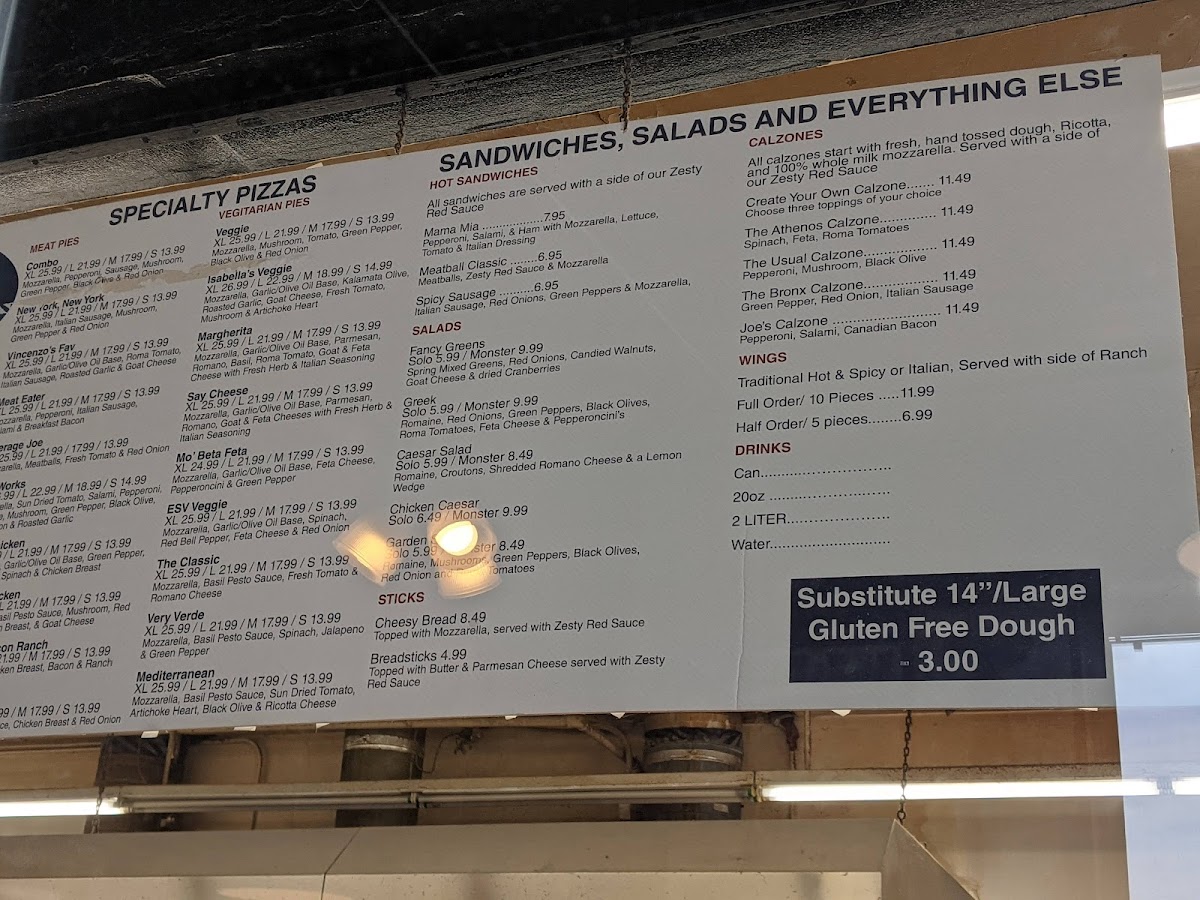 SPECIALTY PIZZAS
MEAT PIES
Combo
XL 25.99 / L 21.99 / M 17.99 / S 13.99
Mozzarella, Pepperoni, Sausage, Mushroom,
Green Pepper, Black Olive & Red Onion
New York, New York
XL 25.99 / L 21.99 / M 17.99 / S 13.99
Mozzarella, Italian Sausage, Mushroom,
Green Pepper & Red Onion
Vincenzo's Fav
XL 25.99 / L 21.99 / M 17.99 / S 13.99
Mozzarella, Garlic/Olive Oil Base, Roma Tomato,
Italian Sausage, Roasted Garlic & Goat Cheese
Meat Eater
XL 25.99 / L 21.99 / M 17.99 / S 13.99
Mozzarella, Pepperoni, Italian Sausage,
& Breakfast Bacon
Joe
25.99 / L 21.99 / 17.99 / 13.99
Meatballs, Fresh Tomato & Red Onion
Works
/ L 22.99 / M 18.99 / S 14.99
Sun Dried Tomato, Salami, Pepperoni,
Mushroom, Green Pepper, Black Olive,
& Roasted Garlic
/ L 21.99 / M 17.99 / S 13.99
Garlic/Olive Oil Base, Green Pepper,
Spinach & Chicken Breast
L 21.99 / M 17.99 / S 13.99
Pesto Sauce, Mushroom, Red
Breast, & Goat Cheese
Ranch
21.99 / M 17.99 / S 13.99
Breast, Bacon & Ranch
/ M 17.99 / S 13.99
Chicken Breast & Red Onion
VEGITARIAN PIES
Veggie
XL 25.99 / L 21.99 / M 17.99 / S 13.99
Mozzarella, Mushroom, Tomato, Green Pepper,
Black Olive & Red Onion
Isabella's Veggie
XL 26.99 / L 22.99 / M 18.99 / S 14.99
Mozzarella, Garlic/Olive Oil Base, Kalamata Olive,
Roasted Garlic, Goat Cheese, Fresh Tomato,
Mushroom & Artichoke Heart
Margherita
XL 25.99 / L 21.99 / M 17.99 / S 13.99
Mozzarella, Garlic/Olive Oil Base, Parmesan,
Romano, Basil, Roma Tomato, Goat & Feta
Cheese with Fresh Herb & Italian Seasoning
Say Cheese
XL 25.99 / L 21.99 / M 17.99 / S 13.99
Mozzarella, Garlic/Olive Oil Base, Parmesan,
Romano, Goat & Feta Cheeses with Fresh Herb &
Italian Seasoning
Mo' Beta Feta
XL 24.99 / L 21.99 / M 17.99 / S 13.99
Mozzarella, Garlic/Olive Oil Base, Feta Cheese,
Pepperoncini & Green Pepper
ESV Veggie
XL 25.99 / L 21.99 / M 17.99 / S 13.99
Mozzarella, Garlic/Olive Oil Base, Spinach,
Red Bell Pepper, Feta Cheese & Red Onion
The Classic
XL 25.99 / L 21.99 / M 17.99 / S 13.99
Mozzarella, Basil Pesto Sauce, Fresh Tomato &
Romano Cheese
Very Verde
XL 25.99 / L 21.99 / M 17.99 / S 13.99
Mozzarella, Basil Pesto Sauce, Spinach, Jalapeno
& Green Pepper
Mediterranean
XL 25.99 / L 21.99 / M 17.99 / S 13.99
Mozzarella, Basil Pesto Sauce, Sun Dried Tomato,
Artichoke Heart, Black Olive & Ricotta Cheese
SANDWICHES, SALADS AND EVERYTHING ELSE
HOT SANDWICHES
All sandwiches are served with a side of our Zesty
Red Sauce
Mama Mia ................7.95
Pepperoni, Salami, & Ham with Mozzarella, Lettuce,
Tomato & Italian Dressing
Meatball Classic ........6.95
Meatballs, Zesty Red Sauce & Mozzarella
Spicy Sausage .........6.95
Italian Sausage, Red Onions, Green Peppers & Mozzarella,
SALADS
Fancy Greens
Solo 5.99 / Monster 9.99
Spring Mixed Greens, Red Onions, Candied Walnuts,
Goat Cheese & dried Cranberries
Greek
Solo 5.99 / Monster 9.99
Romaine, Red Onions, Green Peppers, Black Olives,
Roma Tomatoes, Feta Cheese & Pepperoncini's
Caesar Salad
Solo 5.99 / Monster 8.49
Romaine, Croutons, Shredded Romano Cheese & a Lemon
Wedge
Chicken Caesar
Solo 6.49 / Monster 9.99
Garden
Solo 5.99 / Monster 8.49
Romaine, Mushrooms, Green Peppers, Black Olives,
Red Onion and Tomatoes
STICKS
Cheesy Bread 8.49
Topped with Mozzarella, served with Zesty Red Sauce
Breadsticks 4.99
Topped with Butter & Parmesan Cheese served with Zesty
Red Sauce
CALZONES
All calzones start with fresh, hand tossed dough, Ricotta,
and 100% whole milk mozzarella. Served with a side of
our Zesty Red Sauce
Create Your Own Calzone....... 11.49
Choose three toppings of your choice
The Athenos Calzone.............. 11.49
Spinach, Feta, Roma Tomatoes
The Usual Calzone................. 11.49
Pepperoni, Mushroom, Black Olive
The Bronx Calzone................. 11.49
Green Pepper, Red Onion, Italian Sausage
Joe's Calzone ......................... 11.49
Pepperoni, Salami, Canadian Bacon
WINGS
Traditional Hot & Spicy or Italian, Served with side of Ranch
Full Order/ 10 Pieces .....11.99
Half Order/ 5 pieces........6.99
DRINKS
Can..............................
20oz ............................
2 LITER........................
Water............................
Substitute 14”/Large
Gluten Free Dough
3.00